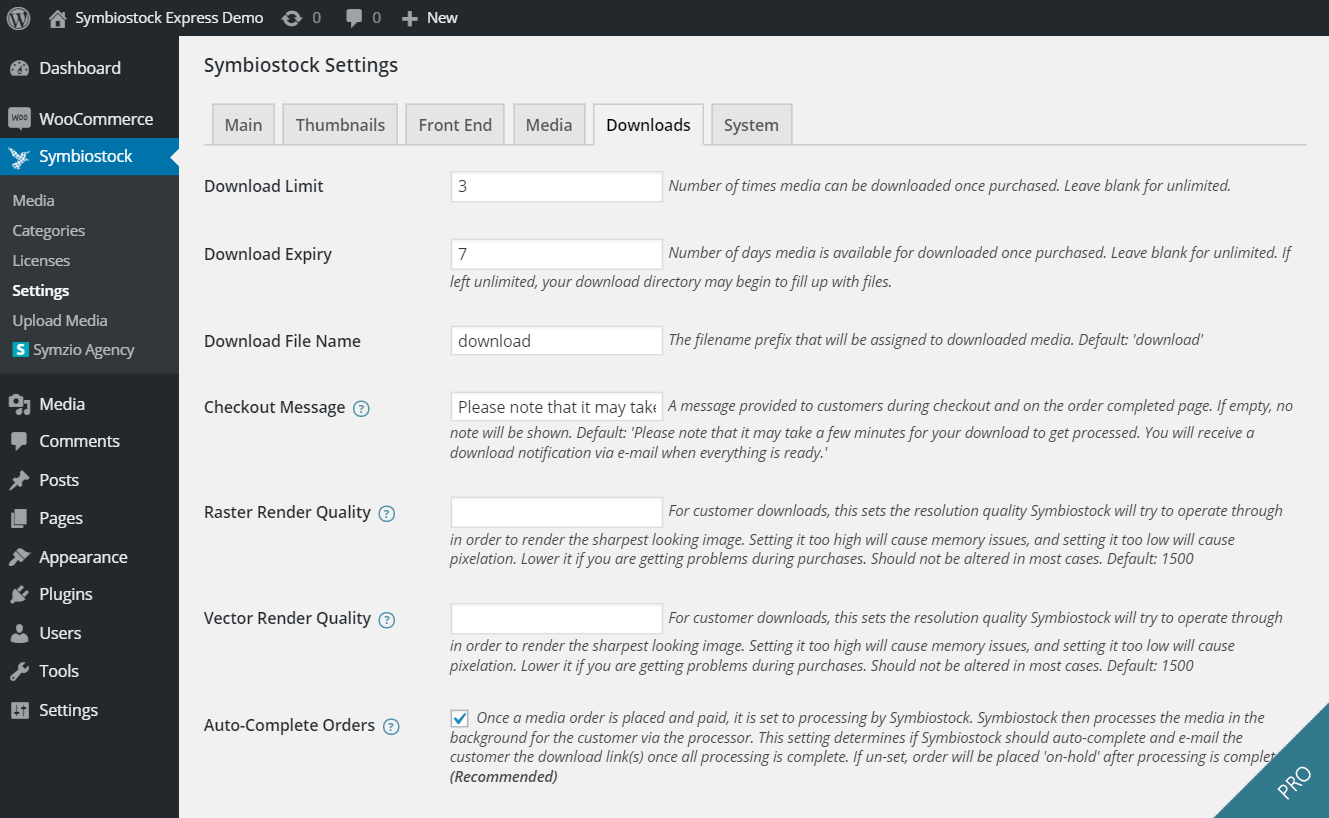 Symbiostock Express Demo 0 0 New
Dashboard
WooCommerce
Symbiostock
Media
Categories
Licenses
Settings
Upload Media
S Symzio Agency
Media
Comments
Posts
Pages
Appearance
Plugins
Users
Tools
Settings
Symbiostock Settings
Main Thumbnails Front End Media Downloads System
Download Limit 3 Number of times media can be downloaded once purchased. Leave blank for unlimited.
Download Expiry 7 Number of days media is available for downloaded once purchased. Leave blank for unlimited. If
left unlimited, your download directory may begin to fill up with files.
Download File Name download The filename prefix that will be assigned to downloaded media. Default: 'download'
Checkout Message ? Please note that it may take A message provided to customers during checkout and on the order completed page. If empty, no
note will be shown. Default: 'Please note that it may take a few minutes for your download to get processed. You will receive a
download notification via e-mail when everything is ready.'
Raster Render Quality ? For customer downloads, this sets the resolution quality Symbiostock will try to operate through
in order to render the sharpest looking image. Setting it too high will cause memory issues, and setting it too low will cause
pixelation. Lower it if you are getting problems during purchases. Should not be altered in most cases. Default: 1500
Vector Render Quality ? For customer downloads, this sets the resolution quality Symbiostock will try to operate through
in order to render the sharpest looking image. Setting it too high will cause memory issues, and setting it too low will cause
pixelation. Lower it if you are getting problems during purchases. Should not be altered in most cases. Default: 1500
Auto-Complete Orders ? Once a media order is placed and paid, it is set to processing by Symbiostock. Symbiostock then processes the media in the
background for the customer via the processor. This setting determines if Symbiostock should auto-complete and e-mail the
customer the download link(s) once all processing is complete. If un-set, order will be placed 'on-hold' after processing is complet
(Recommended)
PRO